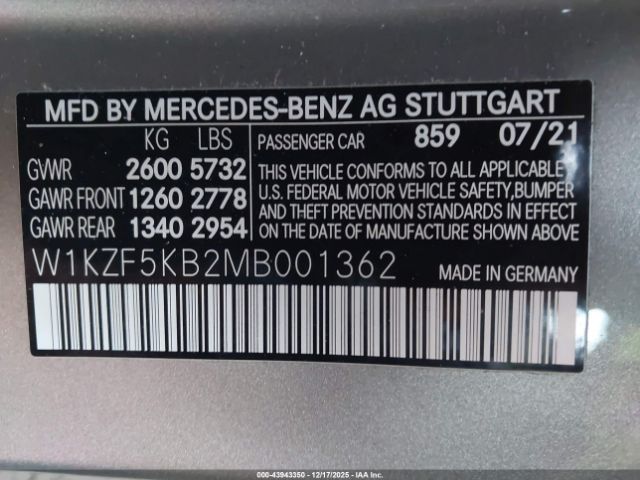 MFD BY MERCEDES-BENZ AG STUTTGART
KG LBS
GVWR 2600 5732
GAWR FRONT 1260 2778
GAWR REAR 1340 2954
PASSENGER CAR 859 07/21
THIS VEHICLE CONFORMS TO ALL APPLICABLE
U.S. FEDERAL MOTOR VEHICLE SAFETY, BUMPER
AND THEFT PREVENTION STANDARDS IN EFFECT
ON THE DATE OF MANUFACTURE SHOWN ABOVE.
W1KZF5KB2MB001362 MADE IN GERMANY
000-43943350 | 12/17/2025 - IAAI, Inc.